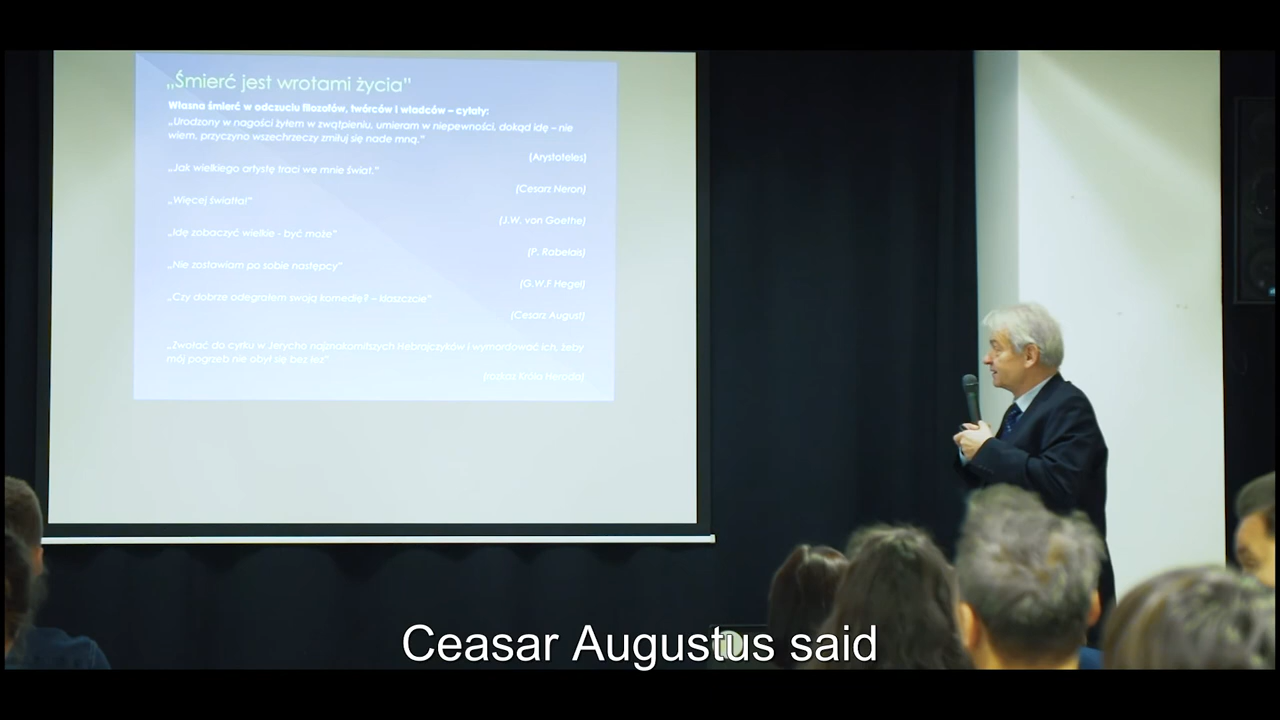 „Śmierć jest wrotami życia”
Własna śmierć w odczuciu filozofów, twórców i władców – cytaty:
„Urodzony w nagości żyłem w zwątpieniu, umieram w niepewności, dokąd idę – nie
wiem, przyczyno wszechrzeczy zmiłuj się nade mną.”
(Arystoteles)
„Jak wielkiego artystę traci we mnie świat.”
(Cesarz Neron)
„Więcej światła!”
(J.W. von Goethe)
„Idę zobaczyć wielkie - być może”
(P. Rabelais)
„Nie zostawiam po sobie następcy”
(G.W.F Hegel)
„Czy dobrze odegrałem swoją komedię? – klaszczcie”
(Cesarz August)
„Zwołać do cyrku w Jerycho najznakomitszych Hebrajczyków i wymordować ich, żeby
mój pogrzeb nie obył się bez łez”
(rozkaz Króla Heroda)
Ceasar Augustus said